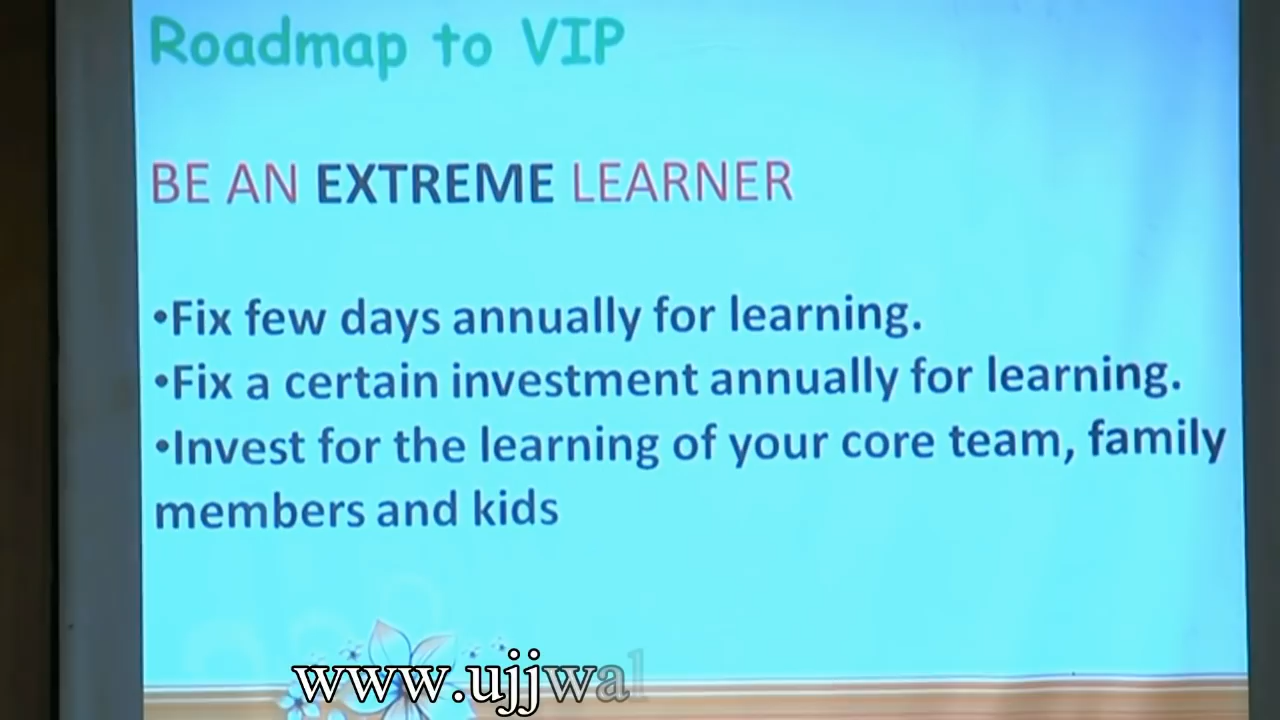 Roadmap to VIP
BE AN EXTREME LEARNER
•Fix few days annually for learning.
•Fix a certain investment annually for learning.
•Invest for the learning of your core team, family
members and kids
www.ujjwal